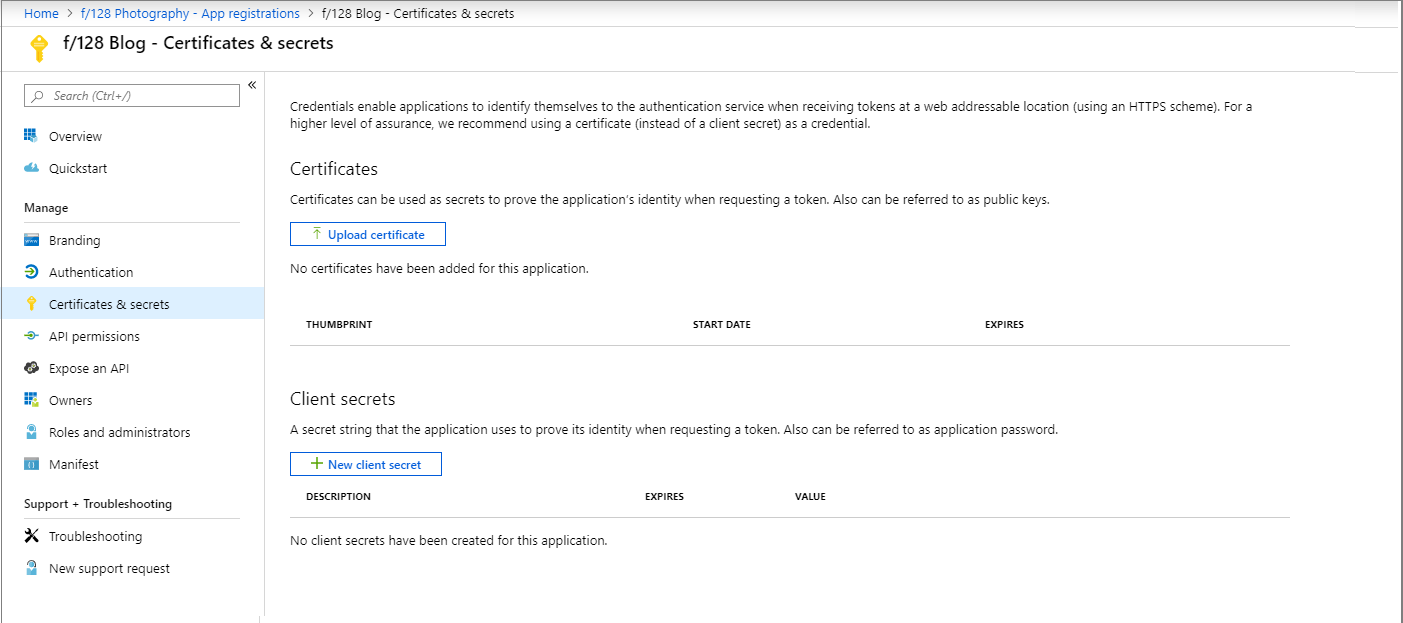 Home > f/128 Photography - App registrations > f/128 Blog - Certificates & secrets
f/128 Blog - Certificates & secrets
Search (Ctrl+/)
«
Overview
Quickstart
Manage
Branding
Authentication
Certificates & secrets
API permissions
Expose an API
Owners
Roles and administrators
Manifest
Support + Troubleshooting
Troubleshooting
New support request
Credentials enable applications to identify themselves to the authentication service when receiving tokens at a web addressable location (using an HTTPS scheme). For a
higher level of assurance, we recommend using a certificate (instead of a client secret) as a credential.
Certificates
Certificates can be used as secrets to prove the application's identity when requesting a token. Also can be referred to as public keys.
Upload certificate
No certificates have been added for this application.
THUMBPRINT START DATE EXPIRES
Client secrets
A secret string that the application uses to prove its identity when requesting a token. Also can be referred to as application password.
New client secret
DESCRIPTION EXPIRES VALUE
No client secrets have been created for this application.